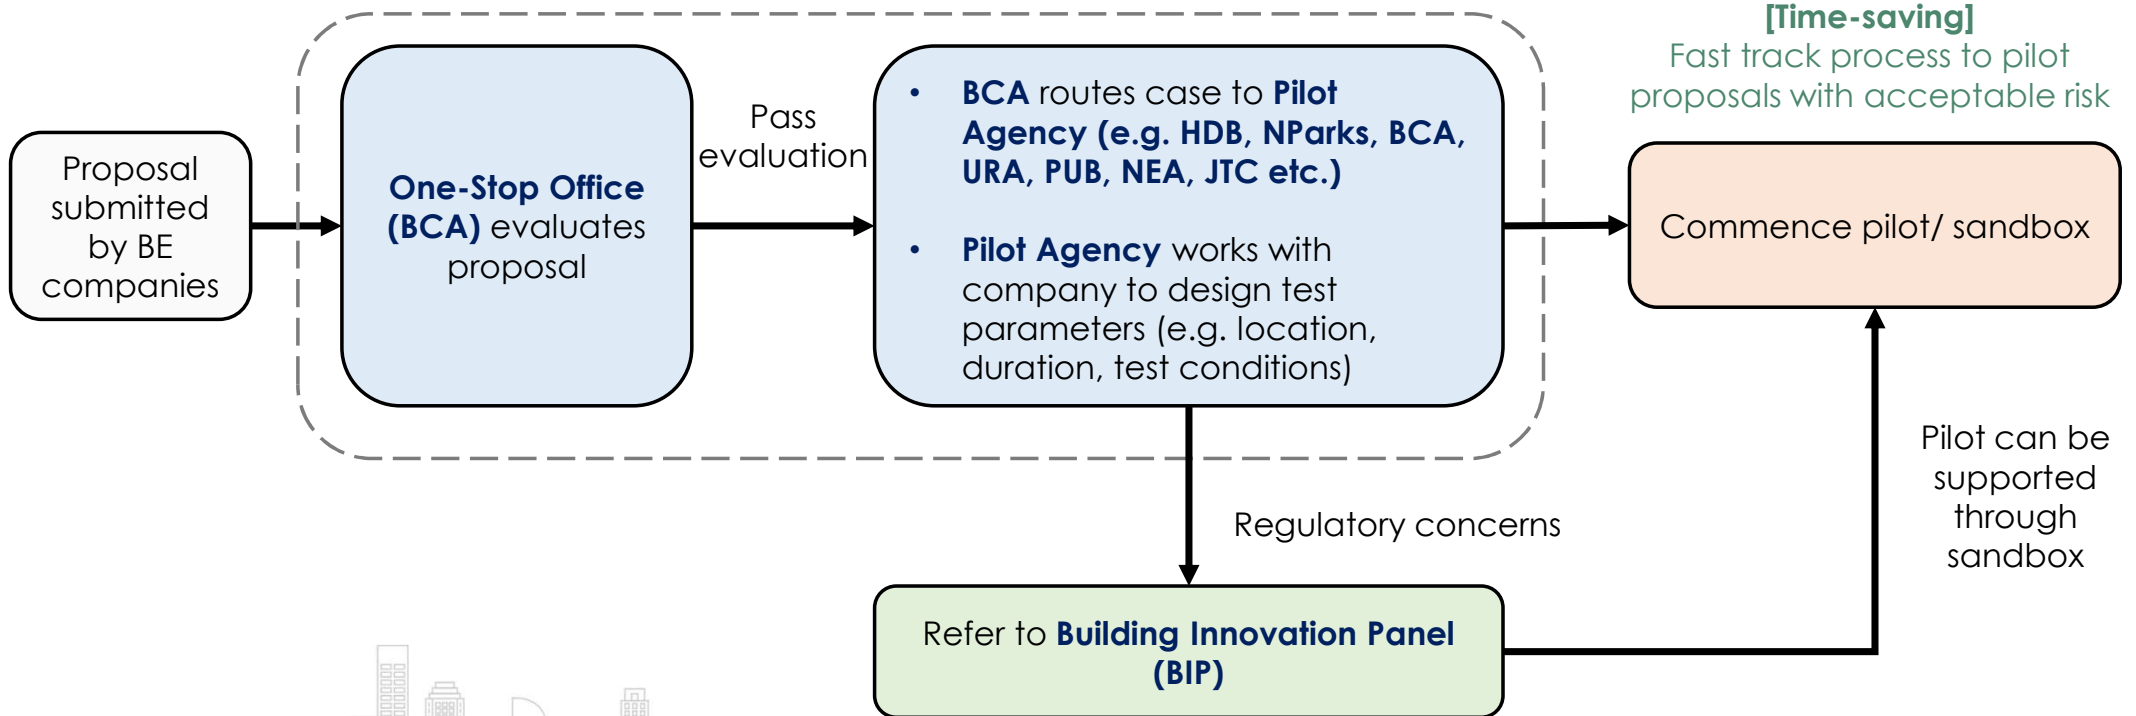 Proposal
submitted
by BE
companies
One-Stop Office
(BCA) evaluates
proposal
Pass
evaluation
• BCA routes case to Pilot
Agency (e.g. HDB, NParks, BCA,
URA, PUB, NEA, JTC etc.)
• Pilot Agency works with
company to design test
parameters (e.g. location,
duration, test conditions)
[Time-saving]
Fast track process to pilot
proposals with acceptable risk
Commence pilot/ sandbox
Regulatory concerns
Refer to Building Innovation Panel
(BIP)
Pilot can be
supported
through
sandbox